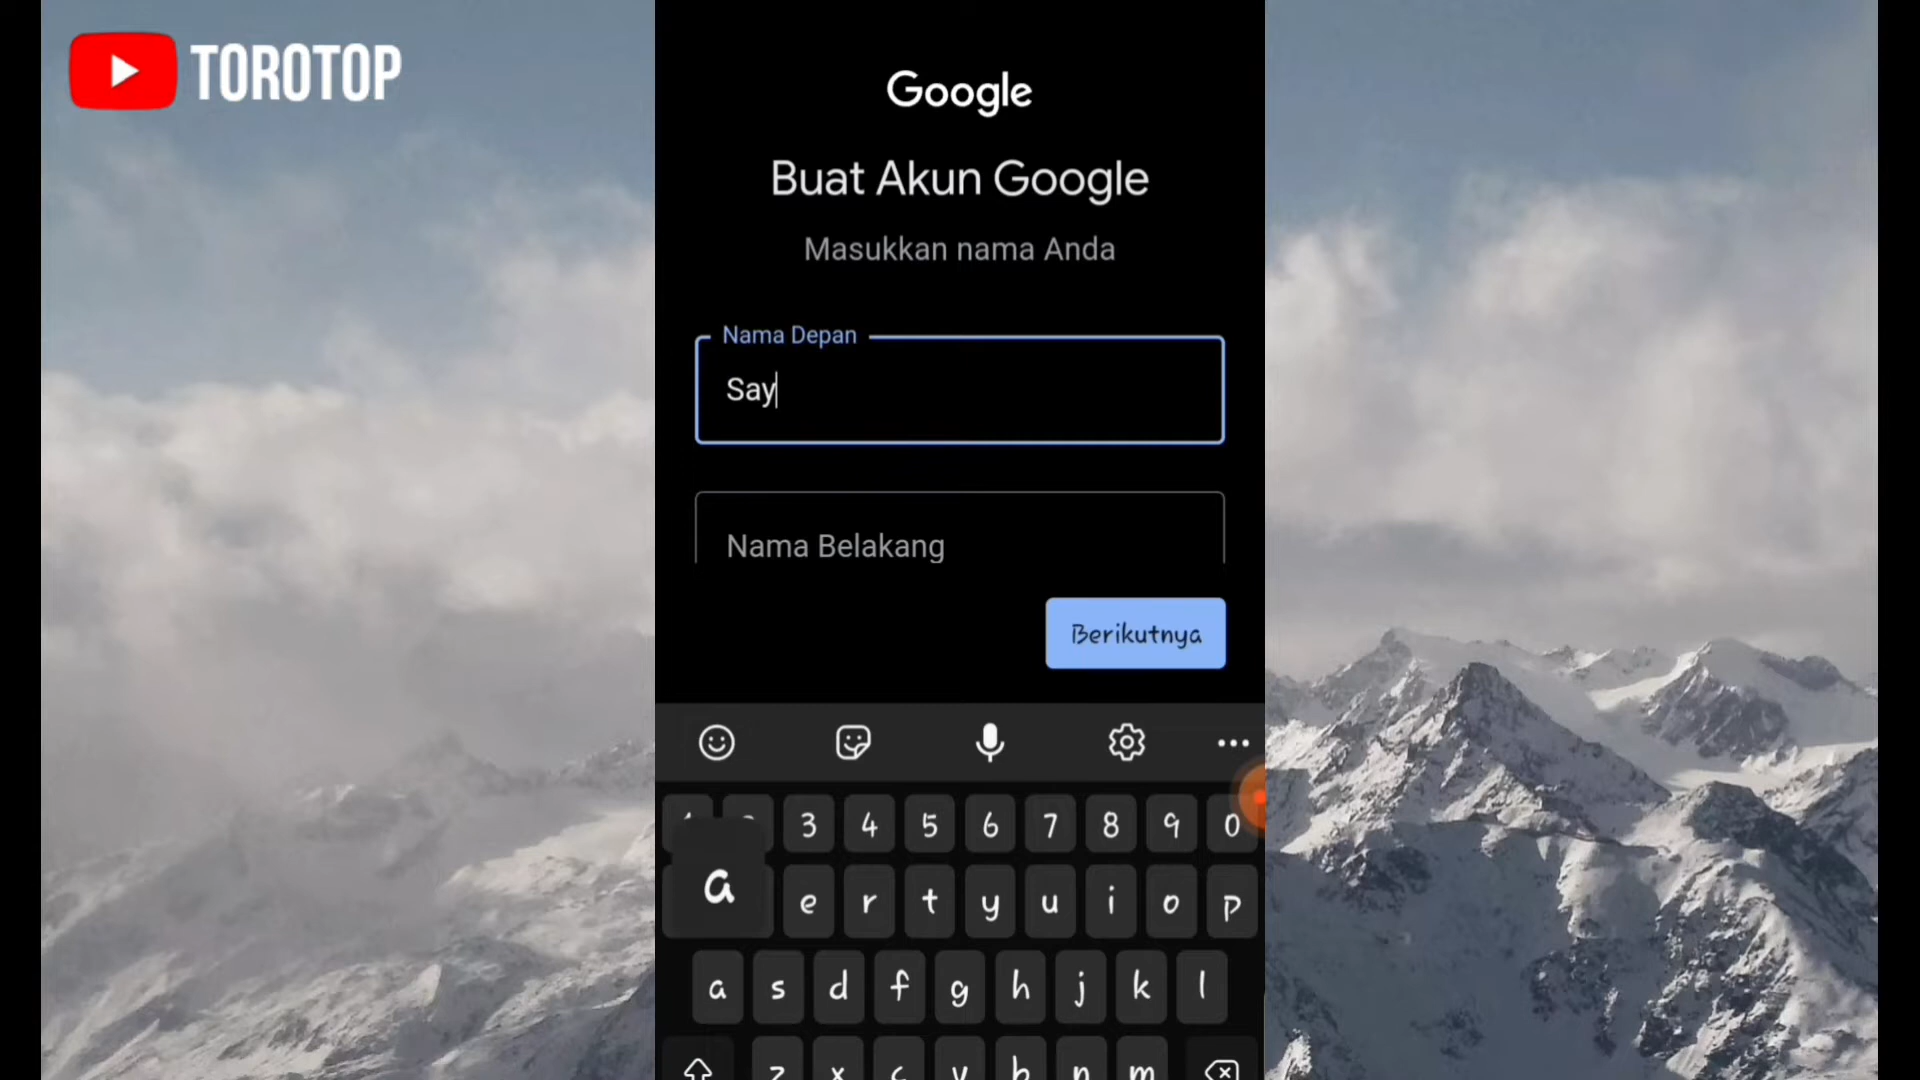 TOROTOP
Google
Buat Akun Google
Masukkan nama Anda
Nama Depan
Say
Nama Belakang
Berikutnya
3 4 5 6 7 8 9 0
a e r t y u i o p
a s d f g h j k l
z x c v b n m